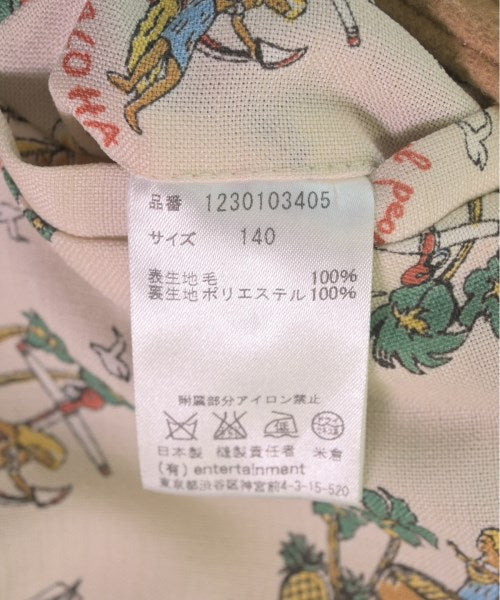 ALOHA
l peo
品番 1230103405
サイズ 140
表生地 毛 100%
裏生地 ポリエステル 100%
附属部分アイロン禁止
低
日本製 縫製責任者 米倉
(有) entertainment
東京都渋谷区神宮前4-3-15-520